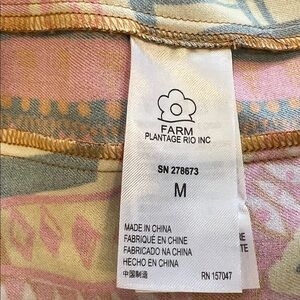 FARM
PLANTAGE RIO INC
SN 278673
M
MADE IN CHINA
FABRIQUÉ EN CHINE
FABRICADO NA CHINA
HECHO EN CHINA
中国制造
RN 157047